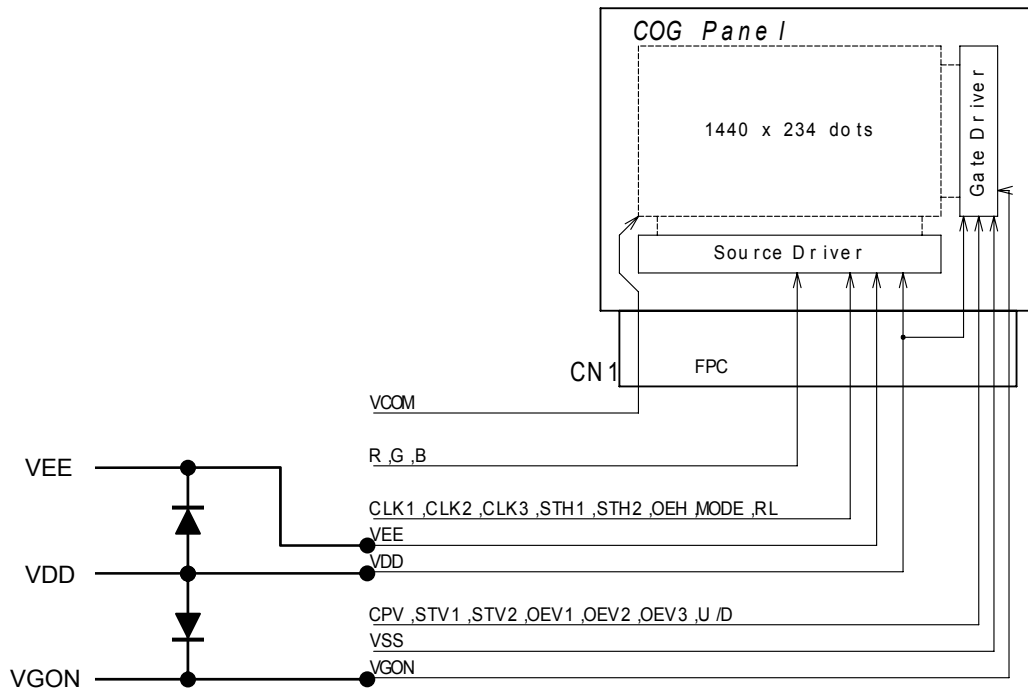 COG Panel
1440 x 234 dots
Gate Driver
Source Driver
CN1
FPC
VCOM
R ,G ,B
VEE
CLK1 ,CLK2 ,CLK3 ,STH1 ,STH2 ,OEH ,MODE ,RL
VEE
VDD
VDD
CPV ,STV1 ,STV2 ,OEV1 ,OEV2 ,OEV3 ,U /D
VSS
VGON
VGON